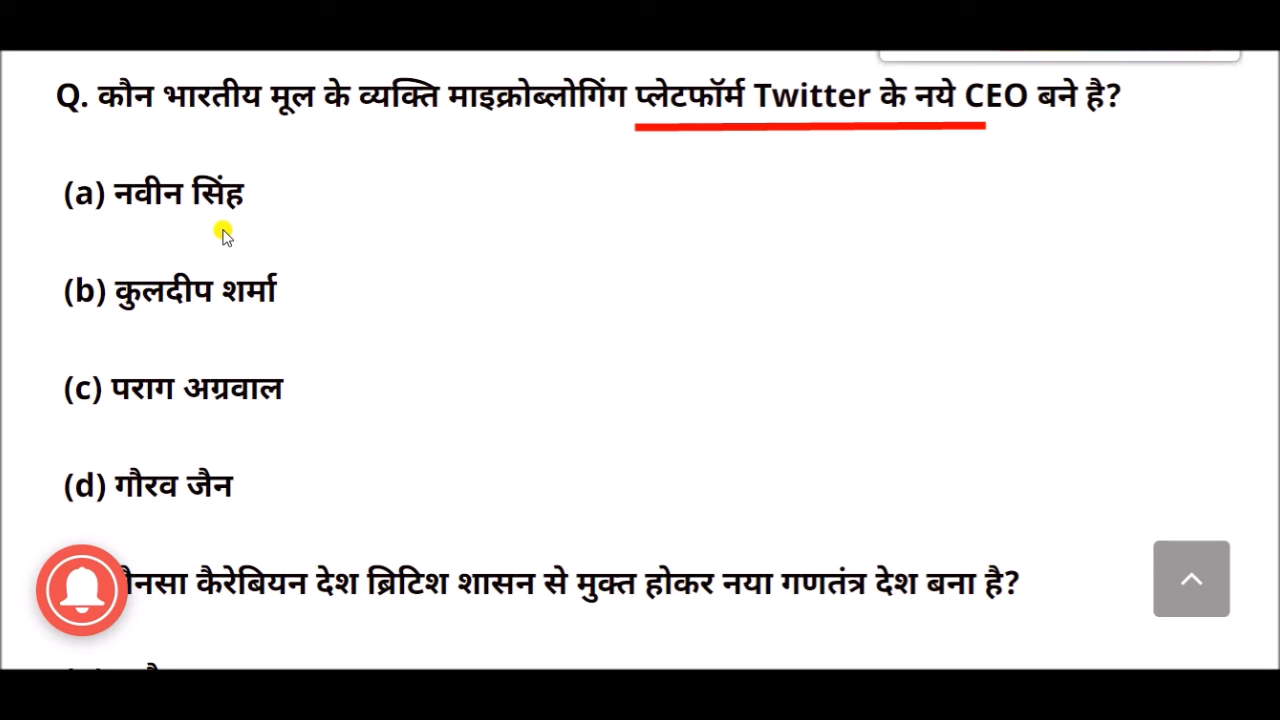 Q. कौन भारतीय मूल के व्यक्ति माइक्रोब्लोगिंग प्लेटफॉर्म Twitter के नये CEO बने है?
(a) नवीन सिंह
(b) कुलदीप शर्मा
(c) पराग अग्रवाल
(d) गौरव जैन
कैरेबियन देश ब्रिटिश शासन से मुक्त होकर नया गणतंत्र देश बना है?